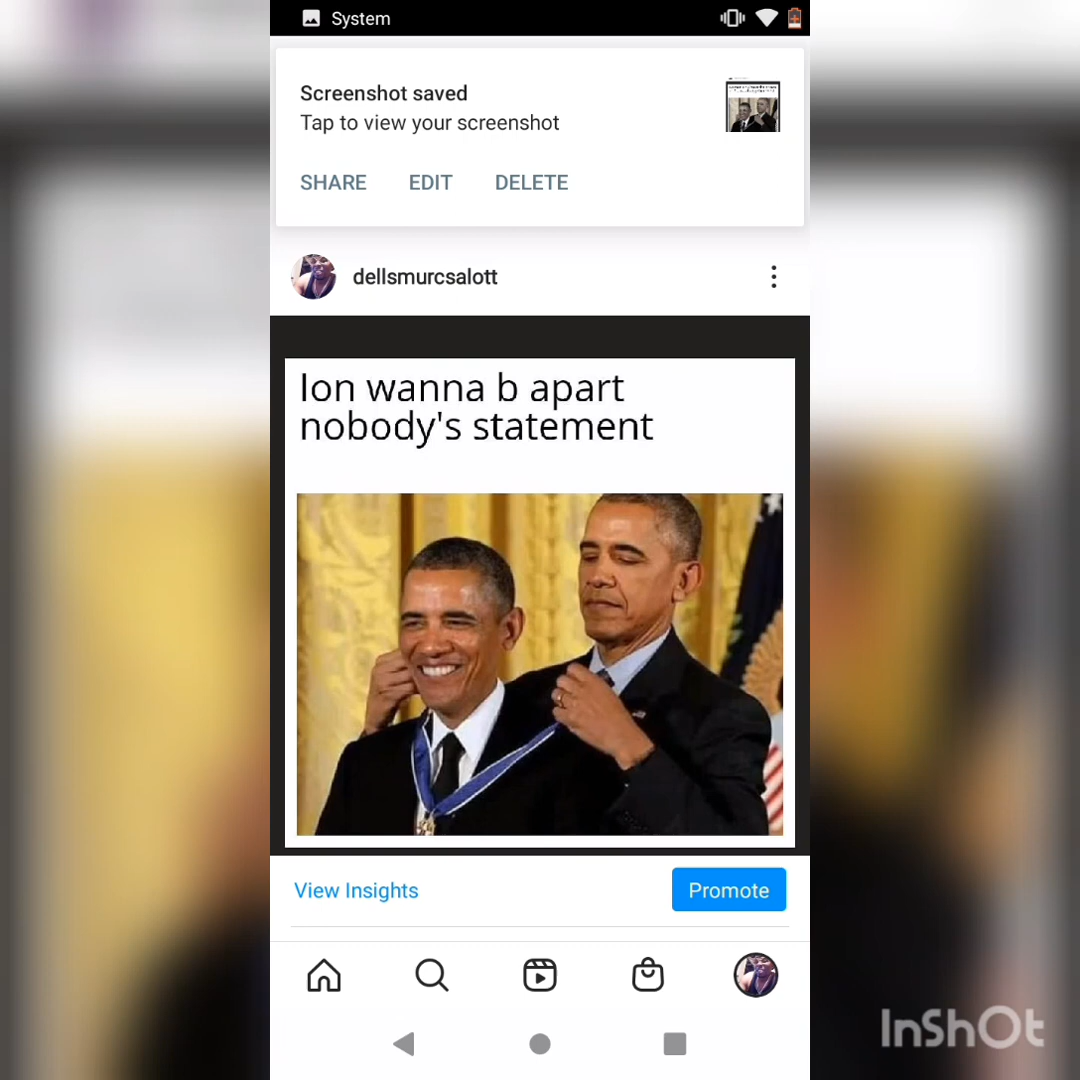 System
Screenshot saved
Tap to view your screenshot
SHARE EDIT DELETE
dellsmurcsalott
Ion wanna b apart
nobody's statement
View Insights
Promote
InShOt